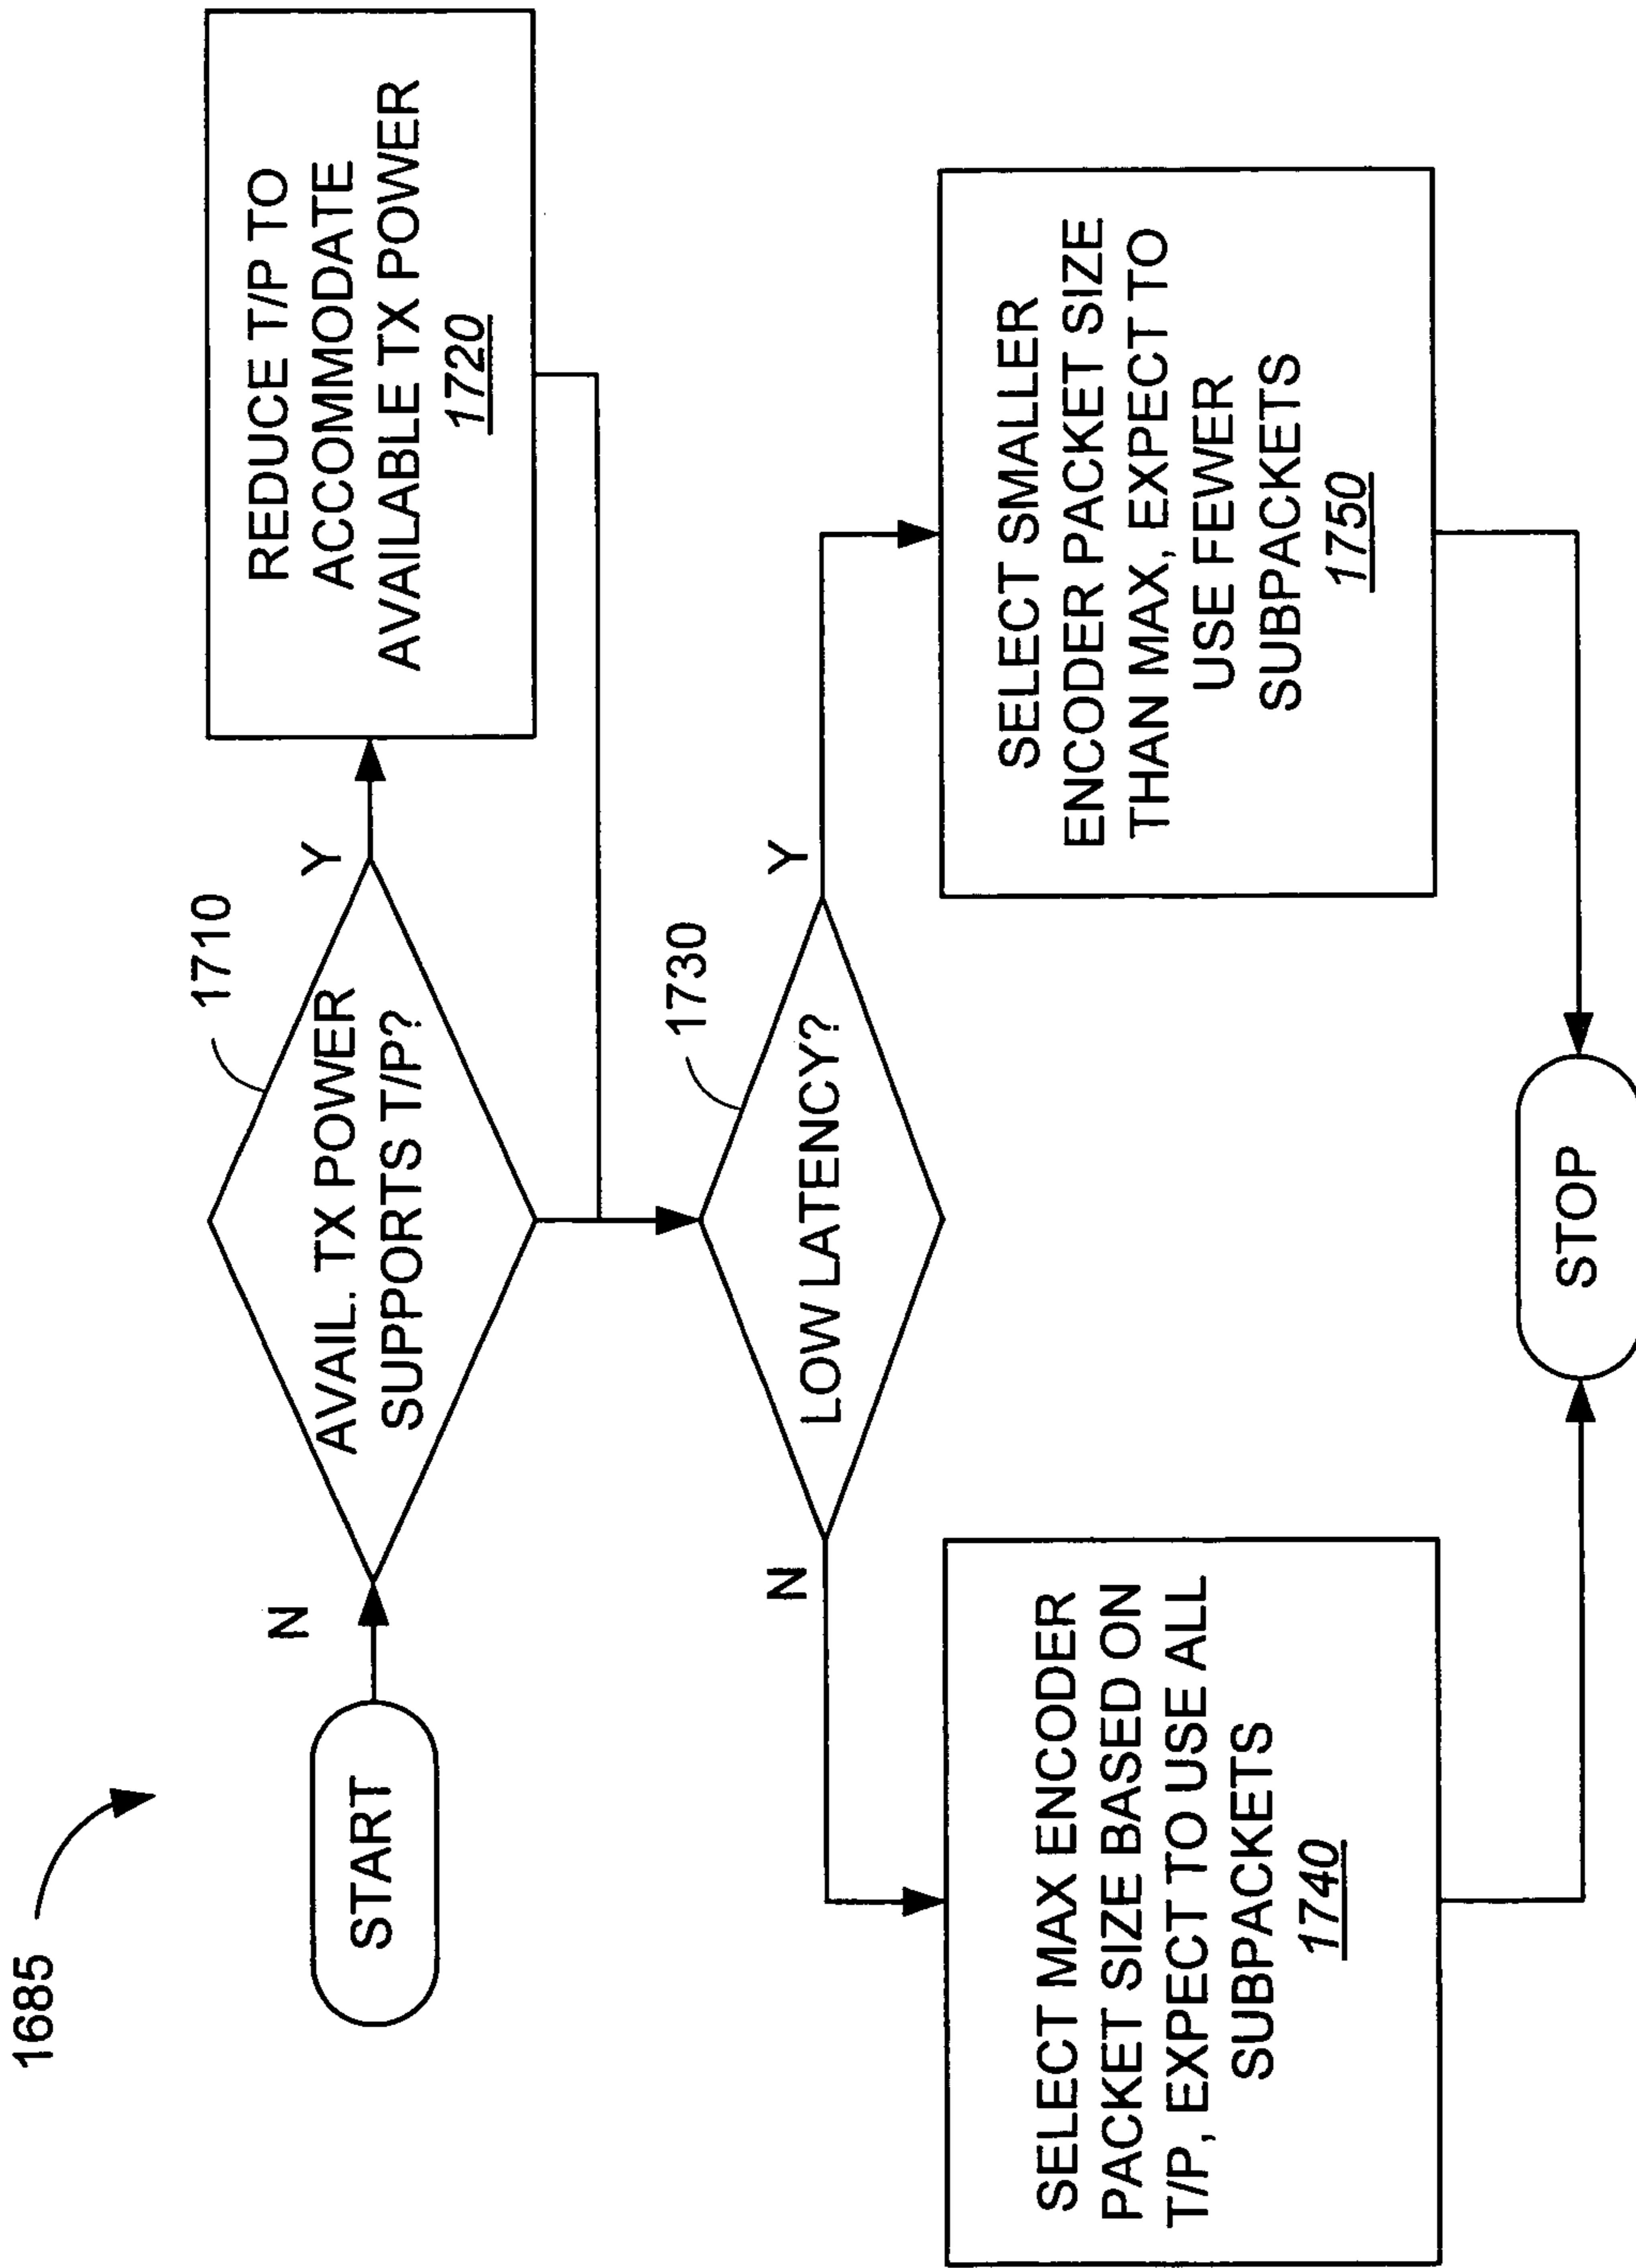 1685
START
N
1710
AVAIL. TX POWER
SUPPORTS T/P?
Y
REDUCE T/P TO
ACCOMMODATE
AVAILABLE TX POWER
1720
1730
LOW LATENCY?
N
Y
SELECT MAX ENCODER
PACKET SIZE BASED ON
T/P, EXPECT TO USE ALL
SUBPACKETS
1740
SELECT SMALLER
ENCODER PACKET SIZE
THAN MAX, EXPECT TO
USE FEWER
SUBPACKETS
1750
STOP